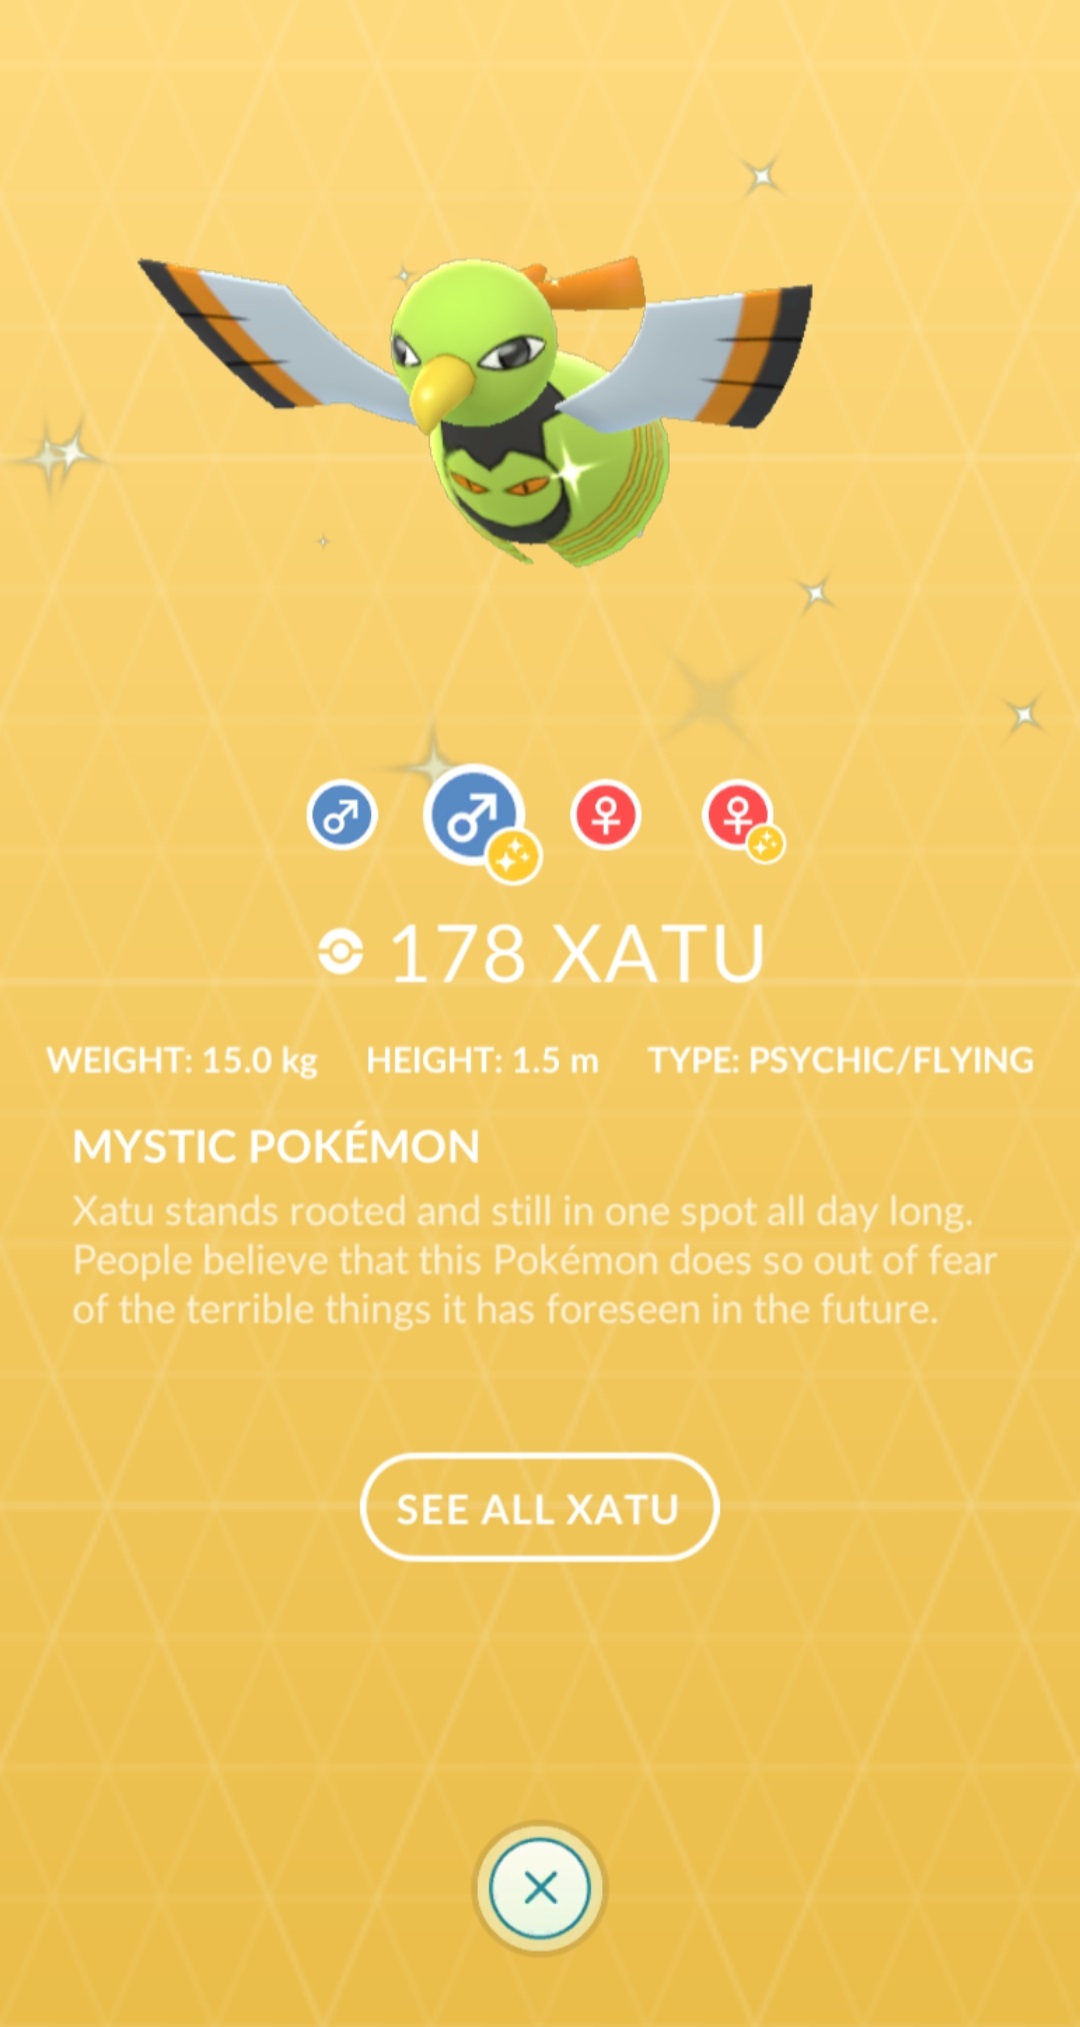 178 XATU
WEIGHT: 15.0 kg HEIGHT: 1.5 m TYPE: PSYCHIC/FLYING
MYSTIC POKÉMON
Xatu stands rooted and still in one spot all day long.
People believe that this Pokémon does so out of fear
of the terrible things it has foreseen in the future.
SEE ALL XATU